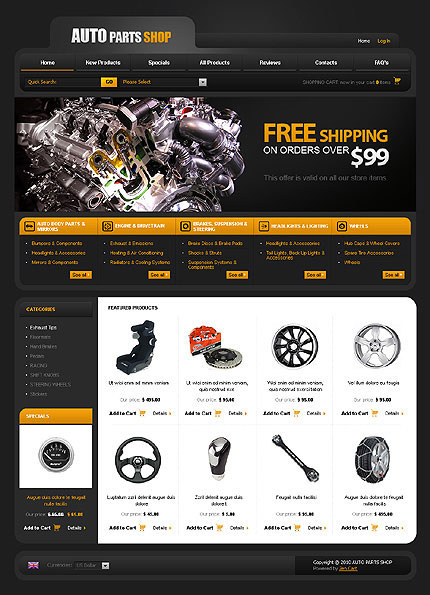 AUTO PARTS SHOP
Home Log in
Home New Products Specials All Products Reviews Contacts FAQ's
Quick Search: GO Please Select SHOPPING CART: now in your cart 0 items
FREE SHIPPING
ON ORDERS OVER $99
This offer is valid on all our store items.
AUTO BODY PARTS & MIRRORS
Bumpers & Components
Headlights & Accessories
Mirrors & Components
See all
ENGINE & DRIVETRAIN
Exhaust & Emissions
Heating & Air Conditioning
Radiators & Cooling Systems
See all
BRAKES, SUSPENSION & STEERING
Brake Discs & Brake Pads
Shocks & Struts
Suspension Systems & Components
See all
HEADLIGHTS & LIGHTING
Headlights & Accessories
Tail Lights, Back Up Lights & Accessories
See all
WHEELS
Hub Caps & Wheel Covers
Spare Tire Accessories
Wheels
See all
CATEGORIES
Exhaust Tips
Floormats
Hand Brakes
Pedals
RACING
SHIFT KNOBS
STEERING WHEELS
Stickers
SPECIALS
Augue duis dolore te feugait nulla facilis
Our price:
Add to Cart Details
FEATURED PRODUCTS
Ut wisi enim ad minim veniam
Our price: $ 495.00
Add to Cart Details
Ut wisi enim ad minim veniam, quis nostrud exer
Our price: $ 95.00
Add to Cart Details
Wisi enim ad minim veniam, quis nostrud exercitation
Our price:
Add to Cart Details
Vel illum dolore eu feugia
Our price: $ 95.00
Add to Cart Details
Luptatum zzril delenit augue duis dolore
Our price: $ 45.00
Add to Cart Details
Zzril delenit augue duis
Our price: $ 5.00
Add to Cart Details
Feugait nulla facilisi
Our price: $ 95.00
Add to Cart Details
Augue duis dolore te feugait nulla facilisi
Our price: $ 495.00
Add to Cart Details
Currencies: US Dollar
Copyright © 2010 AUTO PARTS SHOP
Powered by Zen Cart